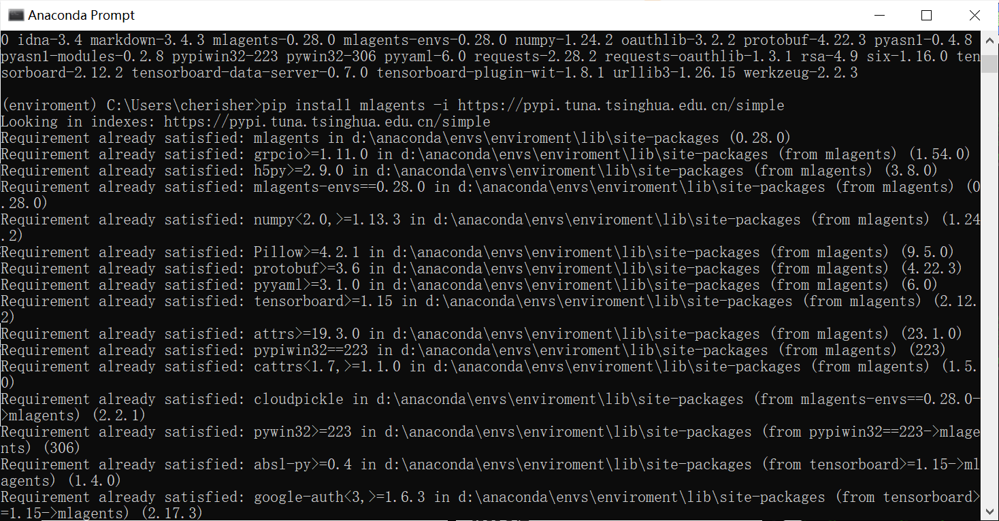 Anaconda Prompt
0 idna-3.4 markdown-3.4.3 mlagents-0.28.0 mlagents-envs-0.28.0 numpy-1.24.2 oauthlib-3.2.2 protobuf-4.22.3 pyasn1-0.4.8
pyasn1-modules-0.2.8 pypiwin32-223 pywin32-306 pyyaml-6.0 requests-2.28.2 requests-oauthlib-1.3.1 rsa-4.9 six-1.16.0 ten
sorboard-2.12.2 tensorboard-data-server-0.7.0 tensorboard-plugin-wit-1.8.1 urllib3-1.26.15 werkzeug-2.2.3
(enviroment) C:\Users\cherisher>pip install mlagents -i https://pypi.tuna.tsinghua.edu.cn/simple
Looking in indexes: https://pypi.tuna.tsinghua.edu.cn/simple
Requirement already satisfied: mlagents in d:\anaconda\envs\enviroment\lib\site-packages (0.28.0)
Requirement already satisfied: grpcio>=1.11.0 in d:\anaconda\envs\enviroment\lib\site-packages (from mlagents) (1.54.0)
Requirement already satisfied: h5py>=2.9.0 in d:\anaconda\envs\enviroment\lib\site-packages (from mlagents) (3.8.0)
Requirement already satisfied: mlagents-envs==0.28.0 in d:\anaconda\envs\enviroment\lib\site-packages (from mlagents) (0
.28.0)
Requirement already satisfied: numpy<2.0,>=1.13.3 in d:\anaconda\envs\enviroment\lib\site-packages (from mlagents) (1.24
.2)
Requirement already satisfied: Pillow>=4.2.1 in d:\anaconda\envs\enviroment\lib\site-packages (from mlagents) (9.5.0)
Requirement already satisfied: protobuf>=3.6 in d:\anaconda\envs\enviroment\lib\site-packages (from mlagents) (4.22.3)
Requirement already satisfied: pyyaml>=3.1.0 in d:\anaconda\envs\enviroment\lib\site-packages (from mlagents) (6.0)
Requirement already satisfied: tensorboard>=1.15 in d:\anaconda\envs\enviroment\lib\site-packages (from mlagents) (2.12.
2)
Requirement already satisfied: attrs>=19.3.0 in d:\anaconda\envs\enviroment\lib\site-packages (from mlagents) (23.1.0)
Requirement already satisfied: pypiwin32==223 in d:\anaconda\envs\enviroment\lib\site-packages (from mlagents) (223)
Requirement already satisfied: cattrs<1.7,>=1.1.0 in d:\anaconda\envs\enviroment\lib\site-packages (from mlagents) (1.5.
0)
Requirement already satisfied: cloudpickle in d:\anaconda\envs\enviroment\lib\site-packages (from mlagents-envs==0.28.0-
>mlagents) (2.2.1)
Requirement already satisfied: pywin32>=223 in d:\anaconda\envs\enviroment\lib\site-packages (from pypiwin32==223->mlage
nts) (306)
Requirement already satisfied: absl-py>=0.4 in d:\anaconda\envs\enviroment\lib\site-packages (from tensorboard>=1.15->ml
agents) (1.4.0)
Requirement already satisfied: google-auth<3,>=1.6.3 in d:\anaconda\envs\enviroment\lib\site-packages (from tensorboard>
=1.15->mlagents) (2.17.3)